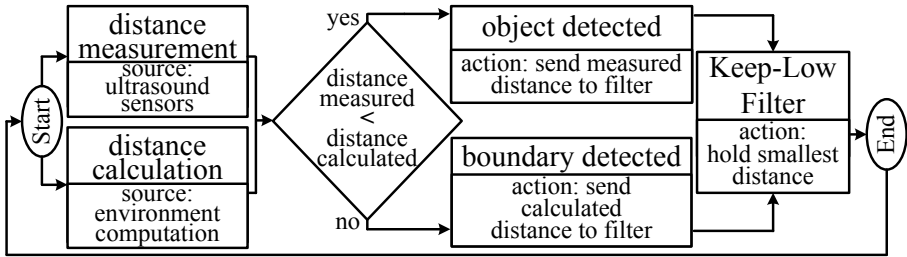 Start
distance
measurement
source:
ultrasound
sensors
distance
calculation
source:
environment
computation
distance
measured
<
distance
calculated
yes
no
object detected
action: send measured
distance to filter
boundary detected
action: send
calculated
distance to filter
Keep-Low
Filter
action:
hold smallest
distance
End